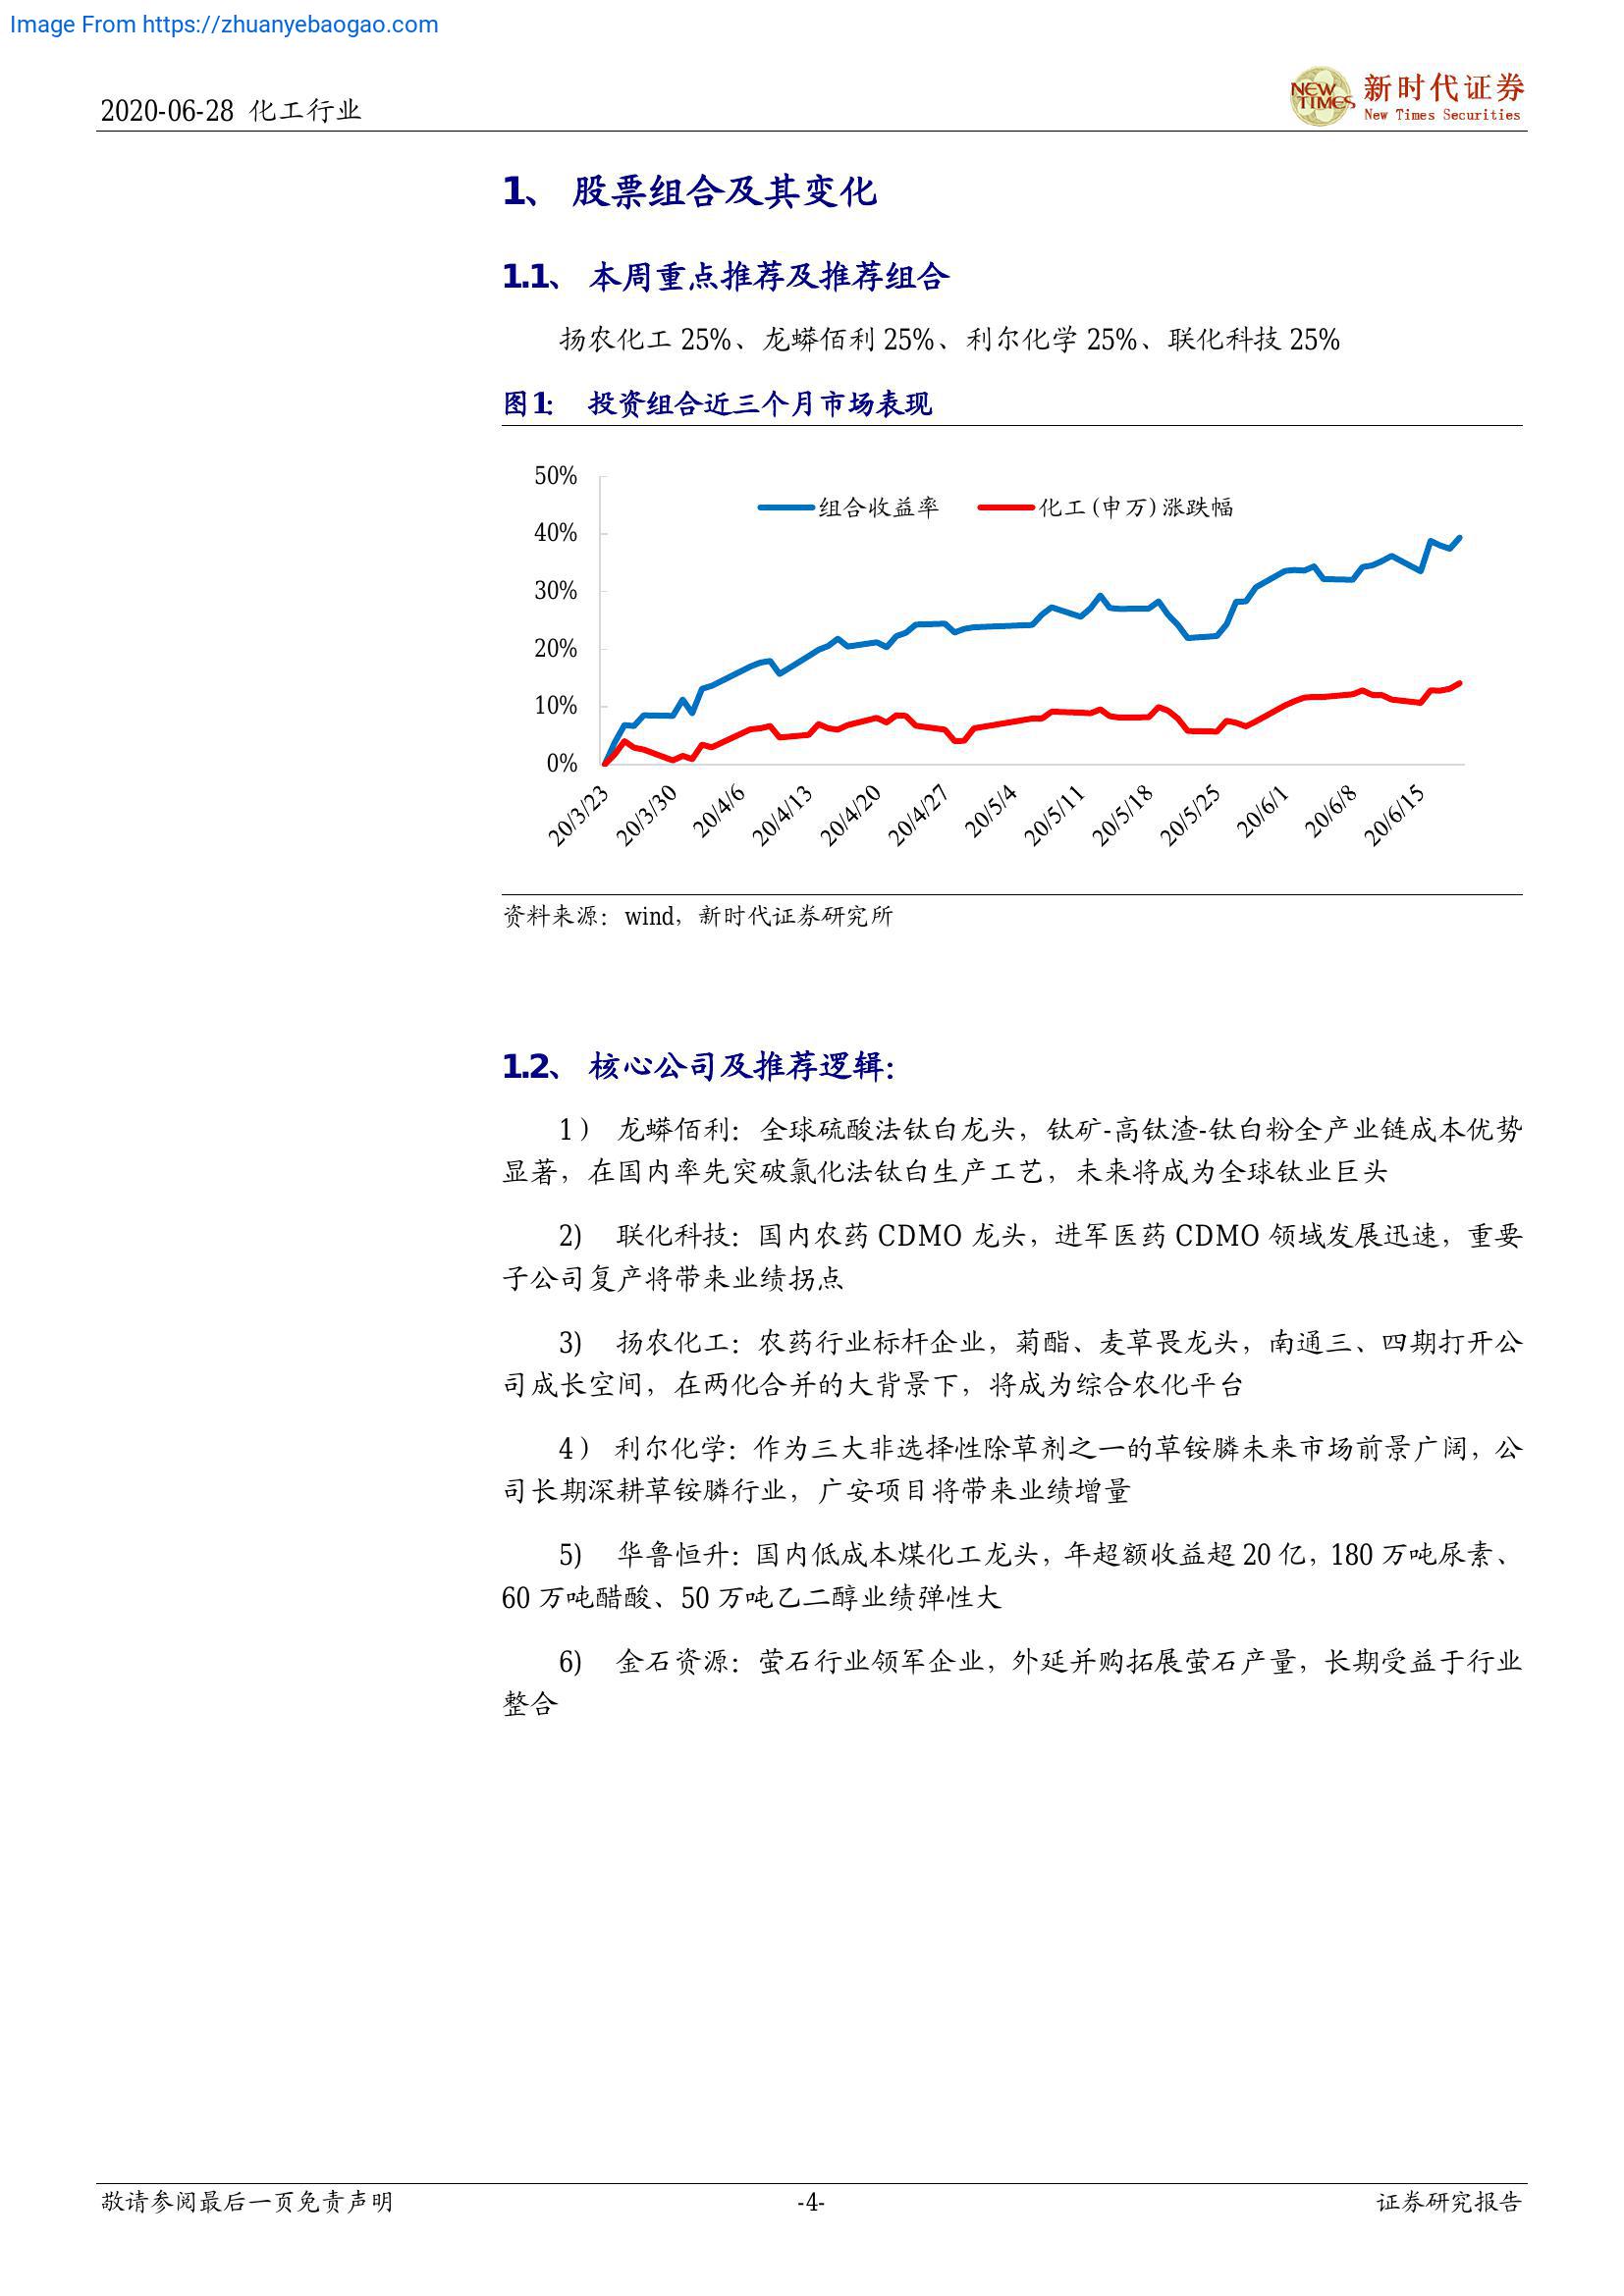 Image From https://zhuanyebaogao.com
2020-06-28 化工行业
NEW TIMES
新时代证券
New Times Securities
1、 股票组合及其变化
1.1、 本周重点推荐及推荐组合
扬农化工 25%、龙蟒佰利 25%、利尔化学 25%、联化科技 25%
图1: 投资组合近三个月市场表现
50%
40%
30%
20%
10%
0%
组合收益率 化工(申万)涨跌幅
20/3/23 20/3/30 20/4/6 20/4/13 20/4/20 20/4/27 20/5/4 20/5/11 20/5/18 20/5/25 20/6/1 20/6/8 20/6/15
资料来源：wind，新时代证券研究所
1.2、 核心公司及推荐逻辑：
1） 龙蟒佰利：全球硫酸法钛白龙头，钛矿-高钛渣-钛白粉全产业链成本优势
显著，在国内率先突破氯化法钛白生产工艺，未来将成为全球钛业巨头
2) 联化科技：国内农药 CDMO 龙头，进军医药 CDMO 领域发展迅速，重要
子公司复产将带来业绩拐点
3) 扬农化工：农药行业标杆企业，菊酯、麦草畏龙头，南通三、四期打开公
司成长空间，在两化合并的大背景下，将成为综合农化平台
4） 利尔化学：作为三大非选择性除草剂之一的草铵膦未来市场前景广阔，公
司长期深耕草铵膦行业，广安项目将带来业绩增量
5) 华鲁恒升：国内低成本煤化工龙头，年超额收益超 20 亿，180 万吨尿素、
60 万吨醋酸、50 万吨乙二醇业绩弹性大
6) 金石资源：萤石行业领军企业，外延并购拓展萤石产量，长期受益于行业
整合
敬请参阅最后一页免责声明 -4- 证券研究报告